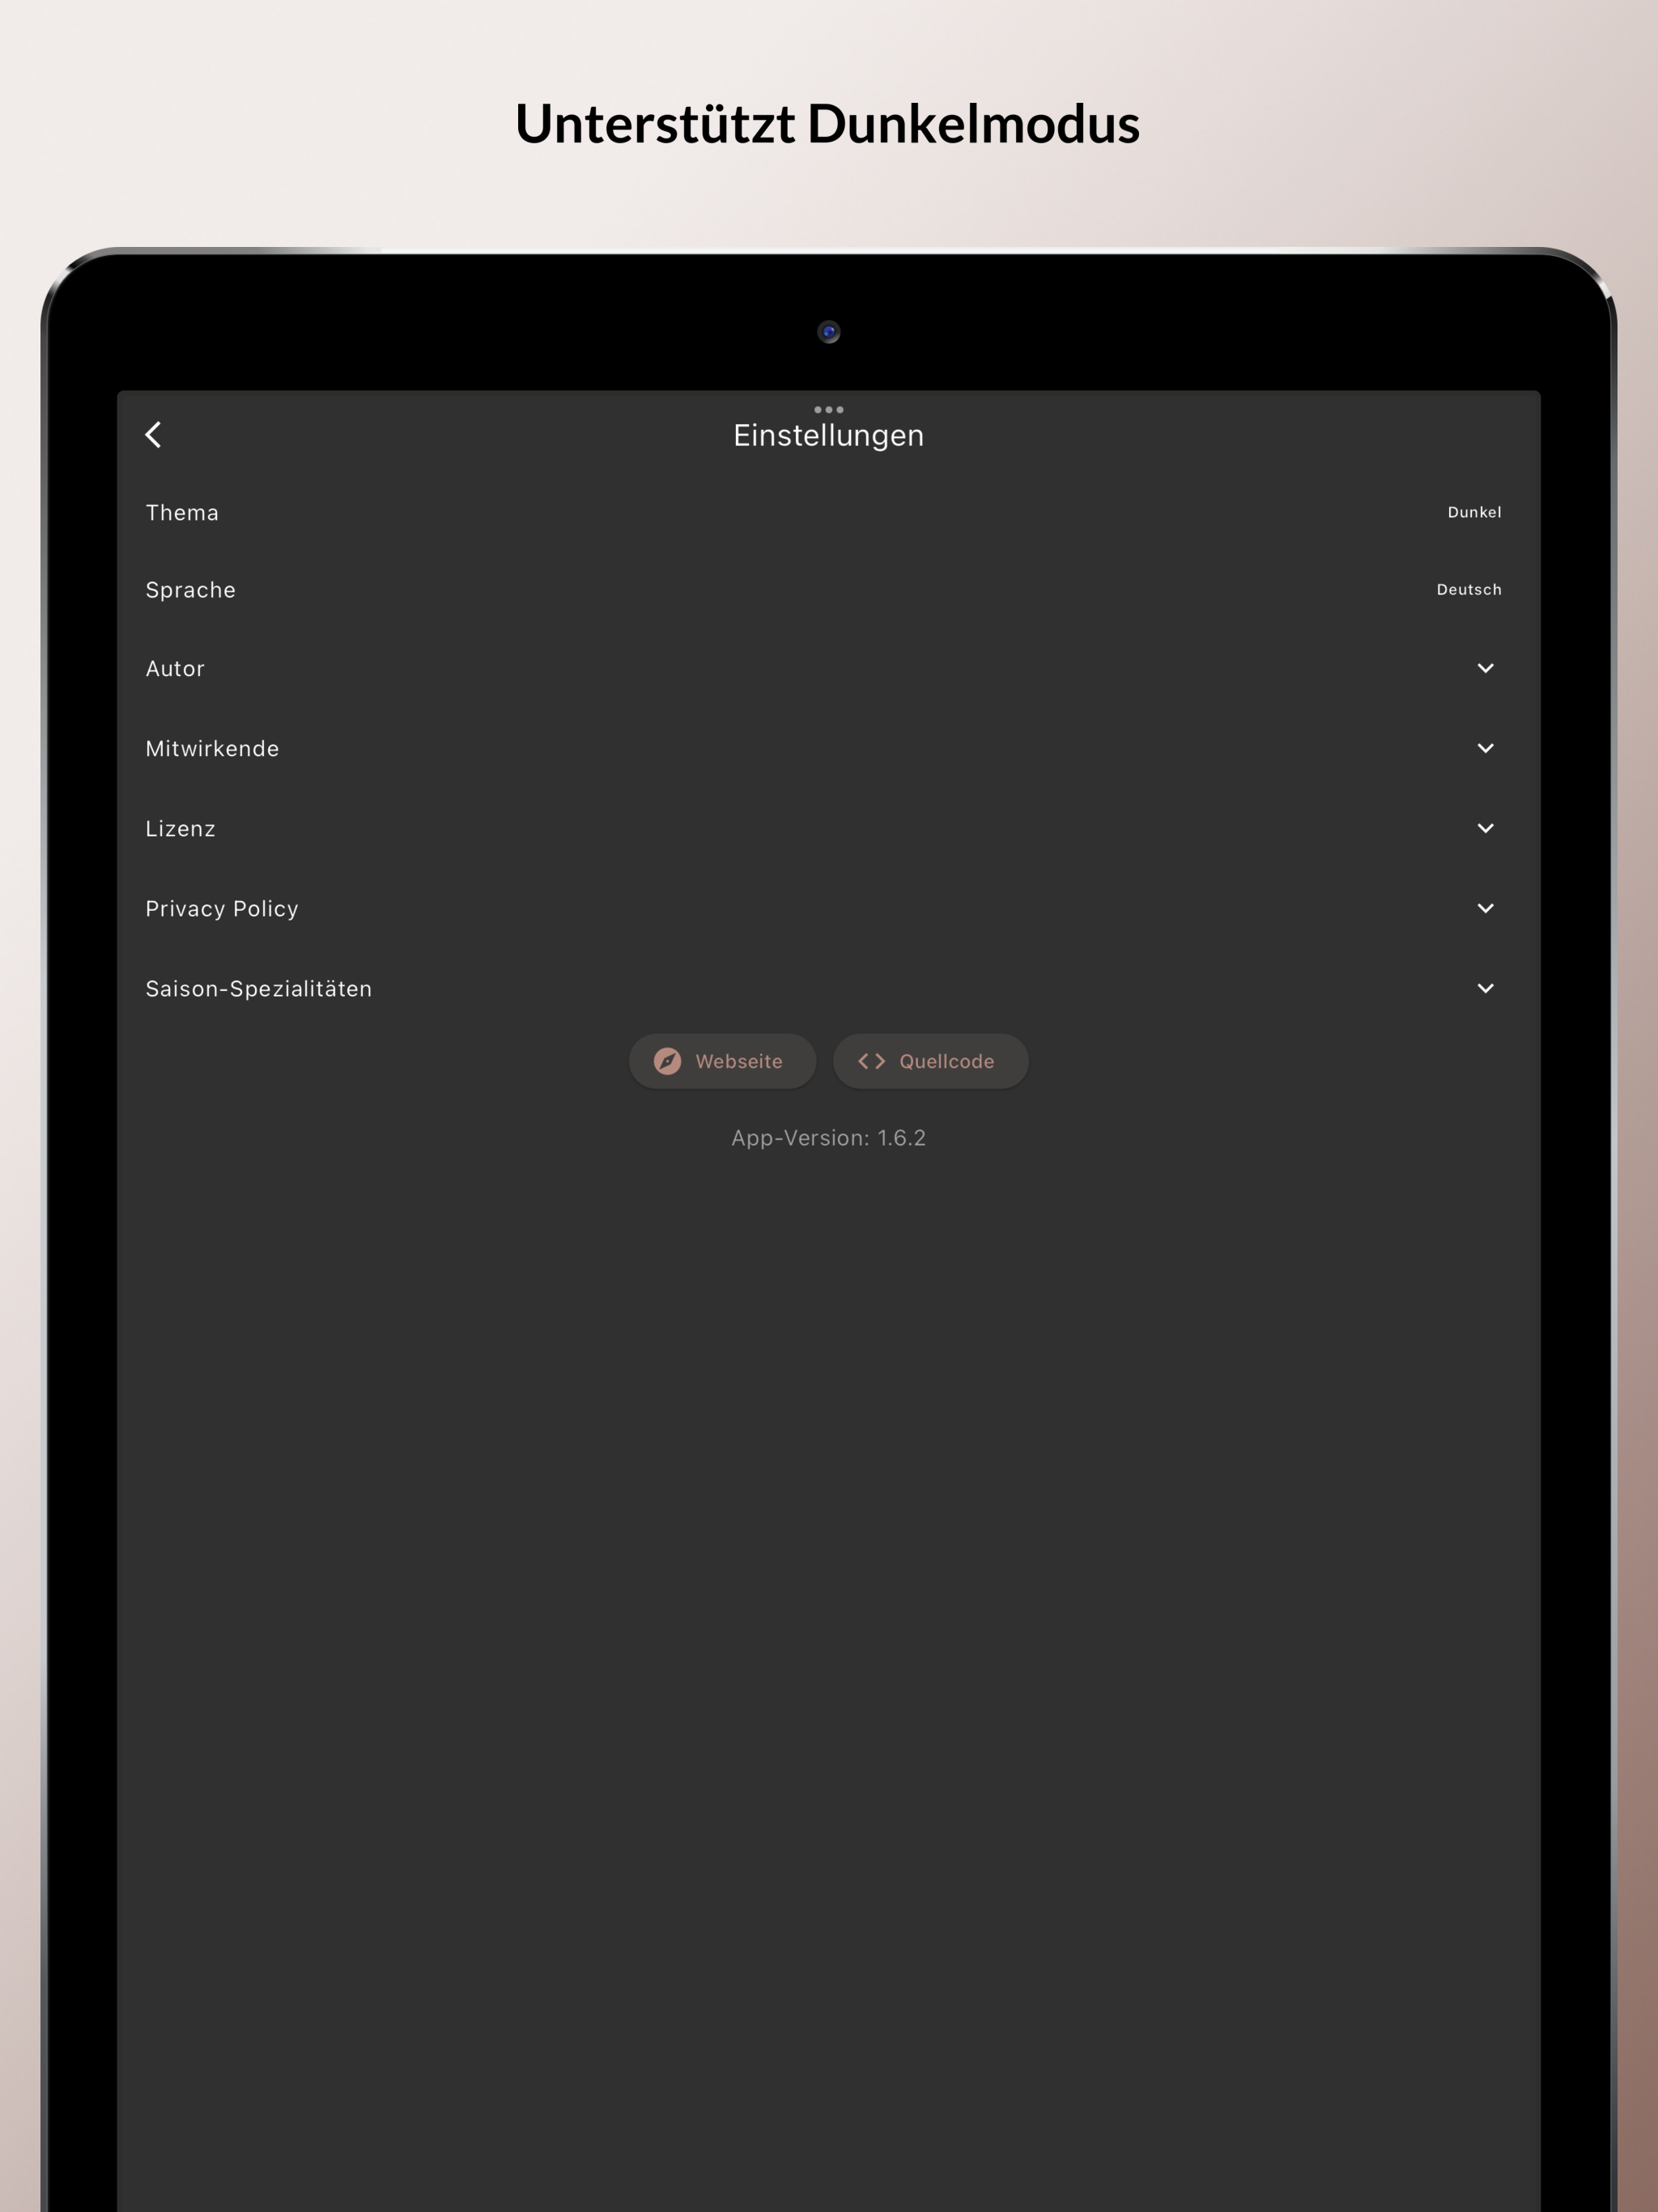 Unterstützt Dunkelmodus
Einstellungen
Thema Dunkel
Sprache Deutsch
Autor
Mitwirkende
Lizenz
Privacy Policy
Saison-Spezialitäten
Webseite Quellcode
App-Version: 1.6.2